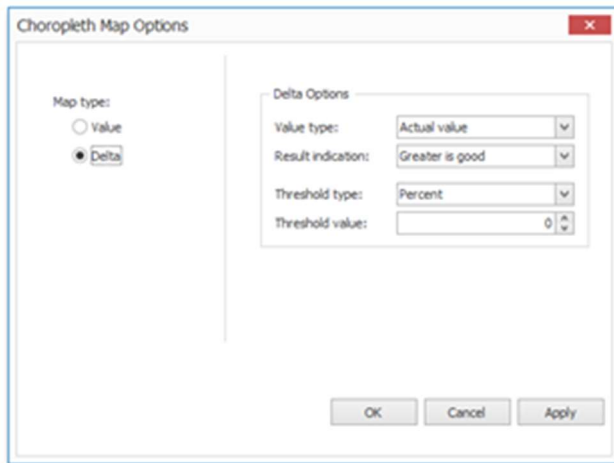 Choropleth Map Options
Map type:
Value
Delta
Delta Options
Value type: Actual value
Result indication: Greater is good
Threshold type: Percent
Threshold value: 0
OK Cancel Apply